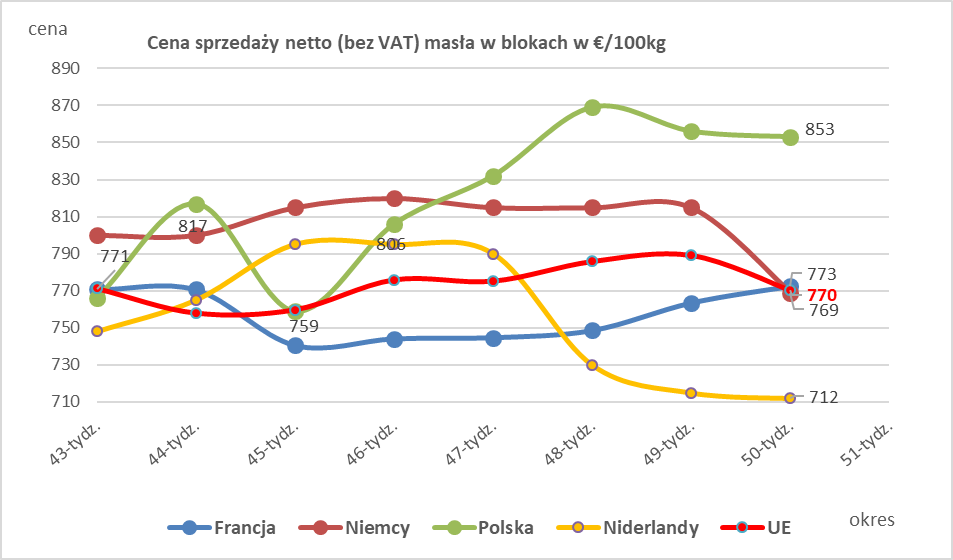 cena
Cena sprzedaży netto (bez VAT) masła w blokach w €/100kg
890
870
850
830
810
790
770
750
730
710
853
817
806
771
759
773
770
769
712
43-tydz.
44-tydz.
45-tydz.
46-tydz.
47-tydz.
48-tydz.
49-tydz.
50-tydz.
51-tydz.
Francja Niemcy Polska Niderlandy UE
okres